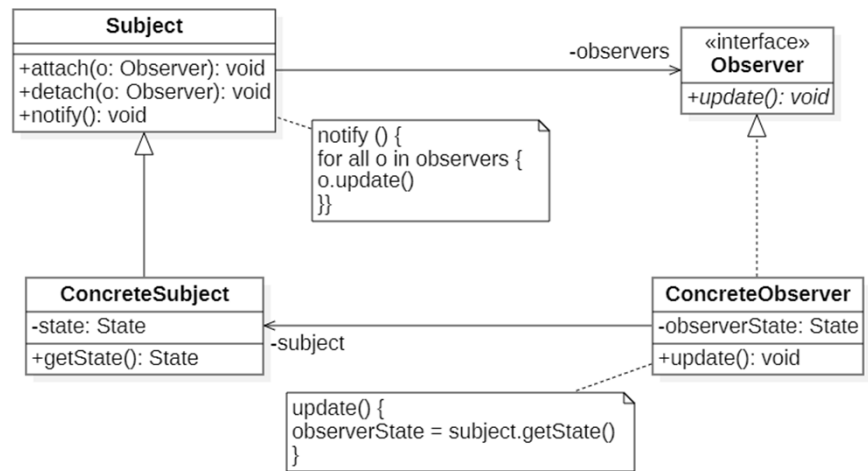 Subject
+attach(o: Observer): void
+detach(o: Observer): void
+notify(): void
-observers
«interface»
Observer
+update(): void
notify () {
for all o in observers {
o.update()
}}
ConcreteSubject
-state: State
+getState(): State
-subject
ConcreteObserver
-observerState: State
+update(): void
update() {
observerState = subject.getState()
}